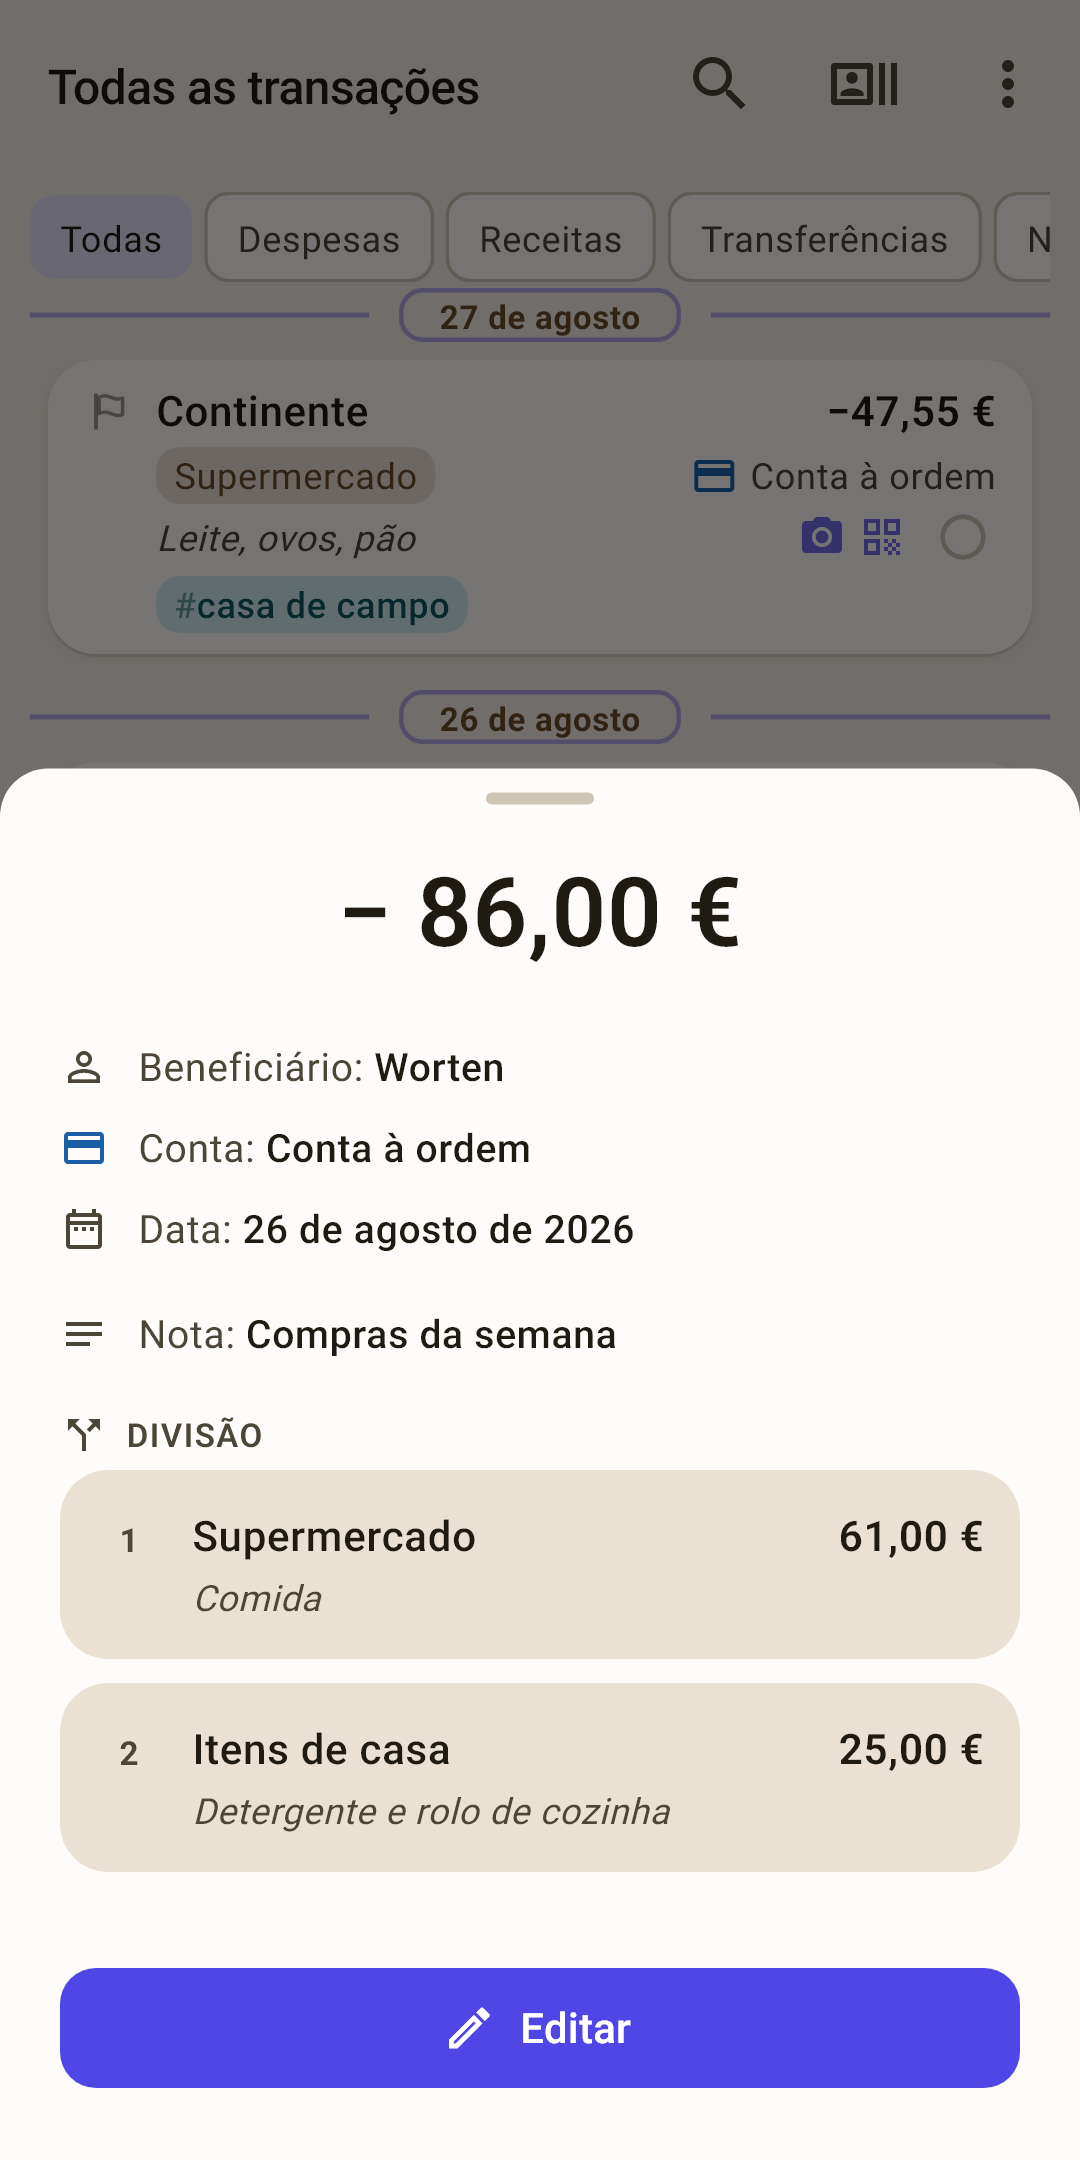 Todas as transações
Todas Despesas Receitas Transferências N
27 de agosto
Continente −47,55 €
Supermercado Conta à ordem
Leite, ovos, pão
#casa de campo
26 de agosto
− 86,00 €
Beneficiário: Worten
Conta: Conta à ordem
Data: 26 de agosto de 2026
Nota: Compras da semana
DIVISÃO
1 Supermercado 61,00 €
Comida
2 Itens de casa 25,00 €
Detergente e rolo de cozinha
Editar